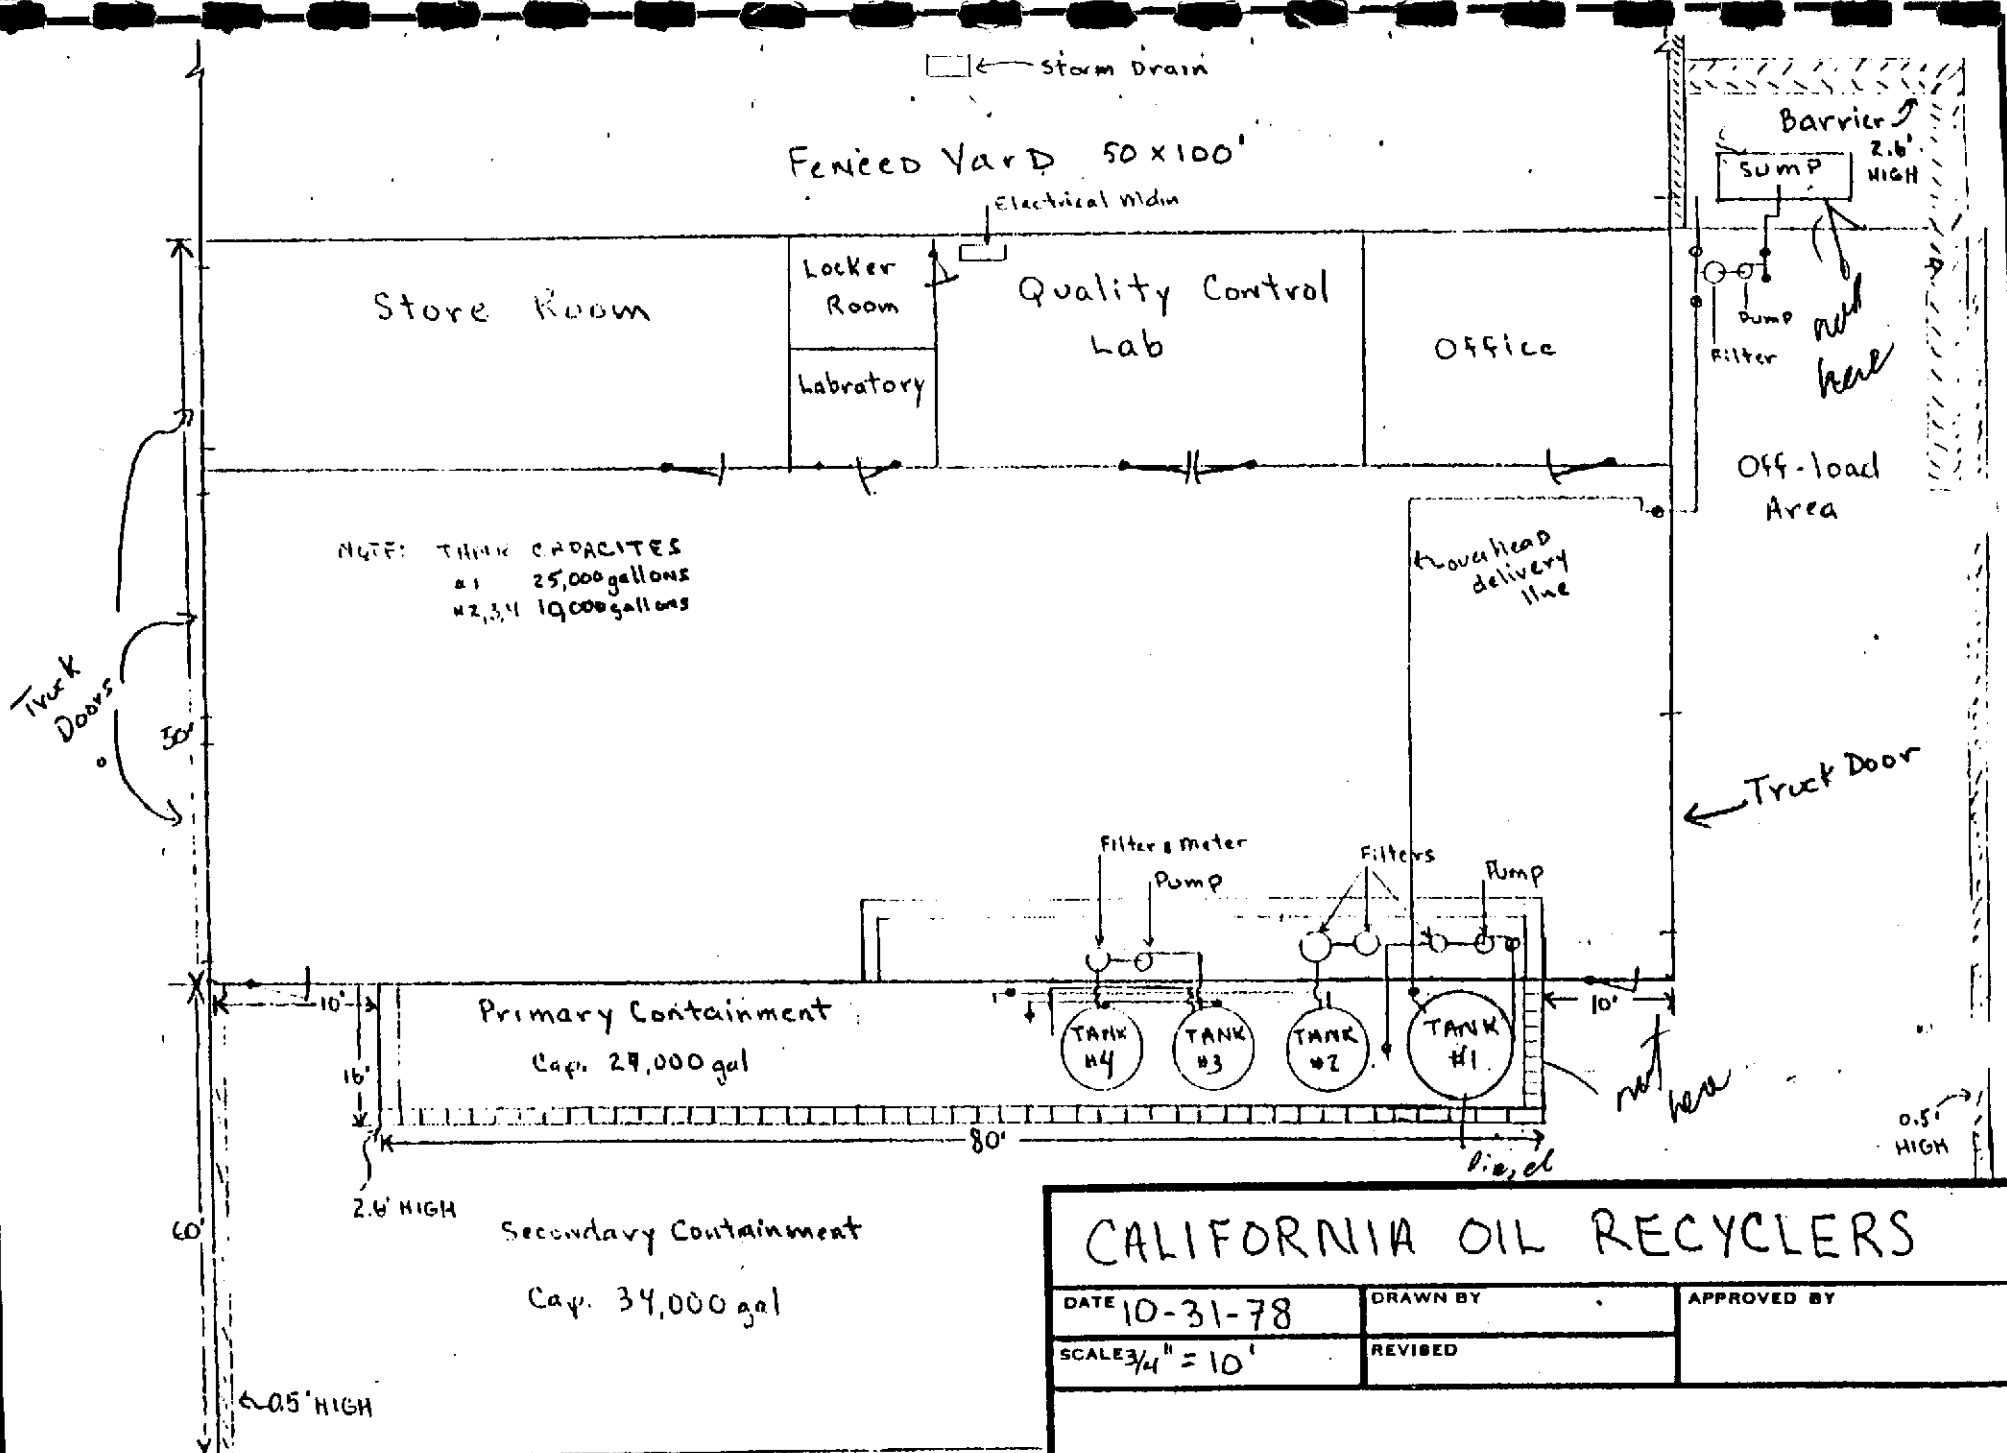 Storm Drain
Fenced Yard 50 x 100'
Electrical Main
Barrier
2.6'
HIGH
Sump
Locker
Room
Store Room
Quality Control
Lab
Office
Labratory
Pump
Filter
not
here
Off-load
Area
NOTE: TANK CAPACITES
#1 25,000 gallons
#2,3,4 10,000 gallons
overhead
delivery
line
Truck
Doors
50'
Truck Door
Filter & Meter
Pump
Filters
Pump
10'
Primary Containment
Cap. 27,000 gal
16'
TANK
#4
TANK
#3
TANK
#2
TANK
#1
10'
not
here
80'
Diesel
0.5'
HIGH
2.6' HIGH
60'
Secondary Containment
Cap. 34,000 gal
0.5' HIGH
CALIFORNIA OIL RECYCLERS
DATE 10-31-78
DRAWN BY
APPROVED BY
SCALE 3/4" = 10'
REVISED